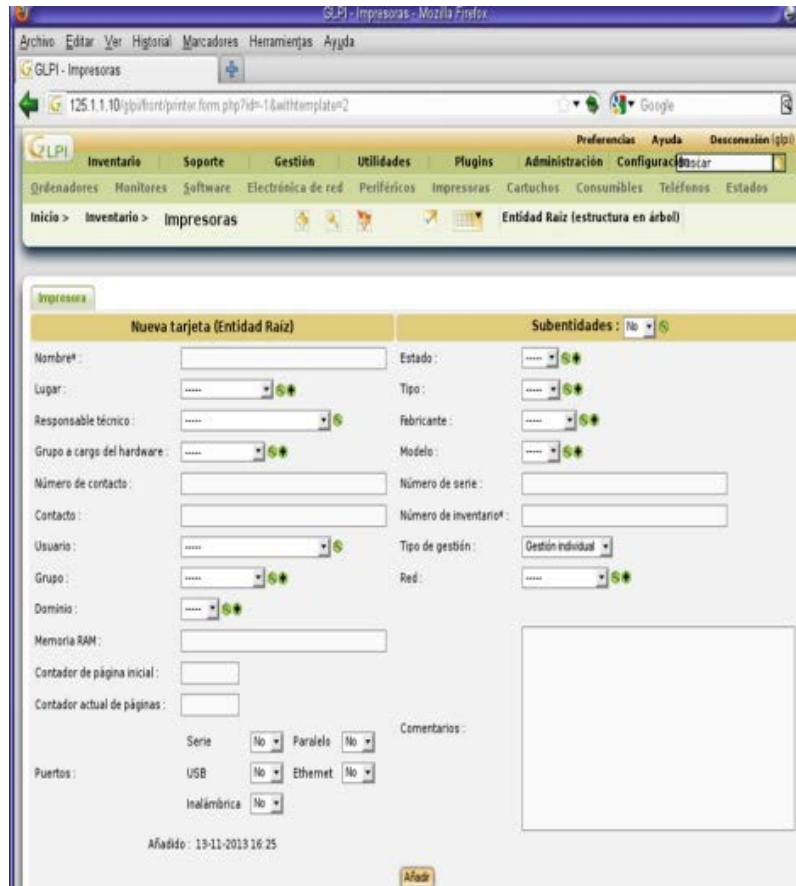 GLPI - Impresoras - Mozilla Firefox
Archivo Editar Ver Historial Marcadores Herramientas Ayuda
GLPI - Impresoras
125.1.1.10/glpi/front/printer.form.php?id=-1&withtemplate=2
Google
GLPI
Preferencias Ayuda Desconexión (glpi)
Inventario Soporte Gestión Utilidades Plugins Administración Configuració Buscar
Ordenadores Monitores Software Electrónica de red Periféricos Impresoras Cartuchos Consumibles Teléfonos Estados
Inicio > Inventario > Impresoras Entidad Raiz (estructura en árbol)
Impresora
Nueva tarjeta (Entidad Raíz) Subentidades : No
Nombre* : Estado : -----
Lugar : ----- Tipo : -----
Responsable técnico : ----- Fabricante : -----
Grupo a cargo del hardware : ----- Modelo : -----
Número de contacto : Número de serie :
Contacto : Número de inventario* :
Usuario : ----- Tipo de gestión : Gestión individual
Grupo : ----- Red : -----
Dominio : -----
Memoria RAM :
Contador de página inicial :
Contador actual de páginas :
Comentarios :
Puertos :
Serie No Paralelo No
USB No Ethernet No
Inalámbrica No
Añadido : 13-11-2013 16:25
Añadir